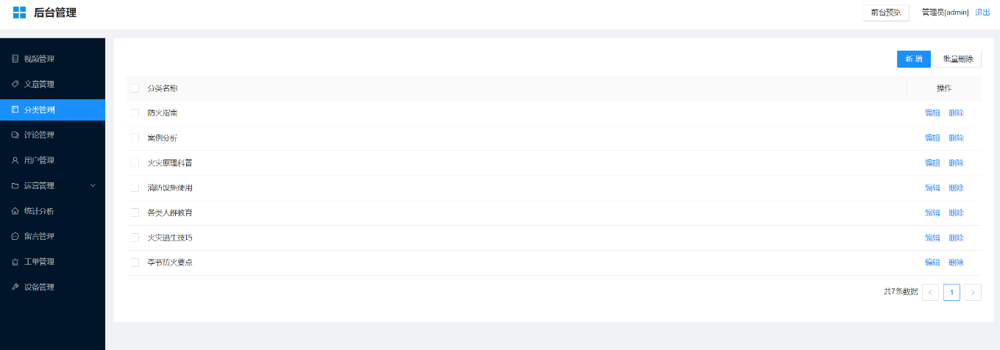 后台管理
前台预览 管理员[admin] 退出
视频管理
文章管理
分类管理
评论管理
用户管理
运营管理
统计分析
留言管理
工单管理
设备管理
新 增 批量删除
分类名称 操作
防火指南 编辑 删除
案例分析 编辑 删除
火灾原理科普 编辑 删除
消防设施使用 编辑 删除
各类人群教育 编辑 删除
火灾逃生技巧 编辑 删除
季节防火要点 编辑 删除
共7条数据 < 1 >